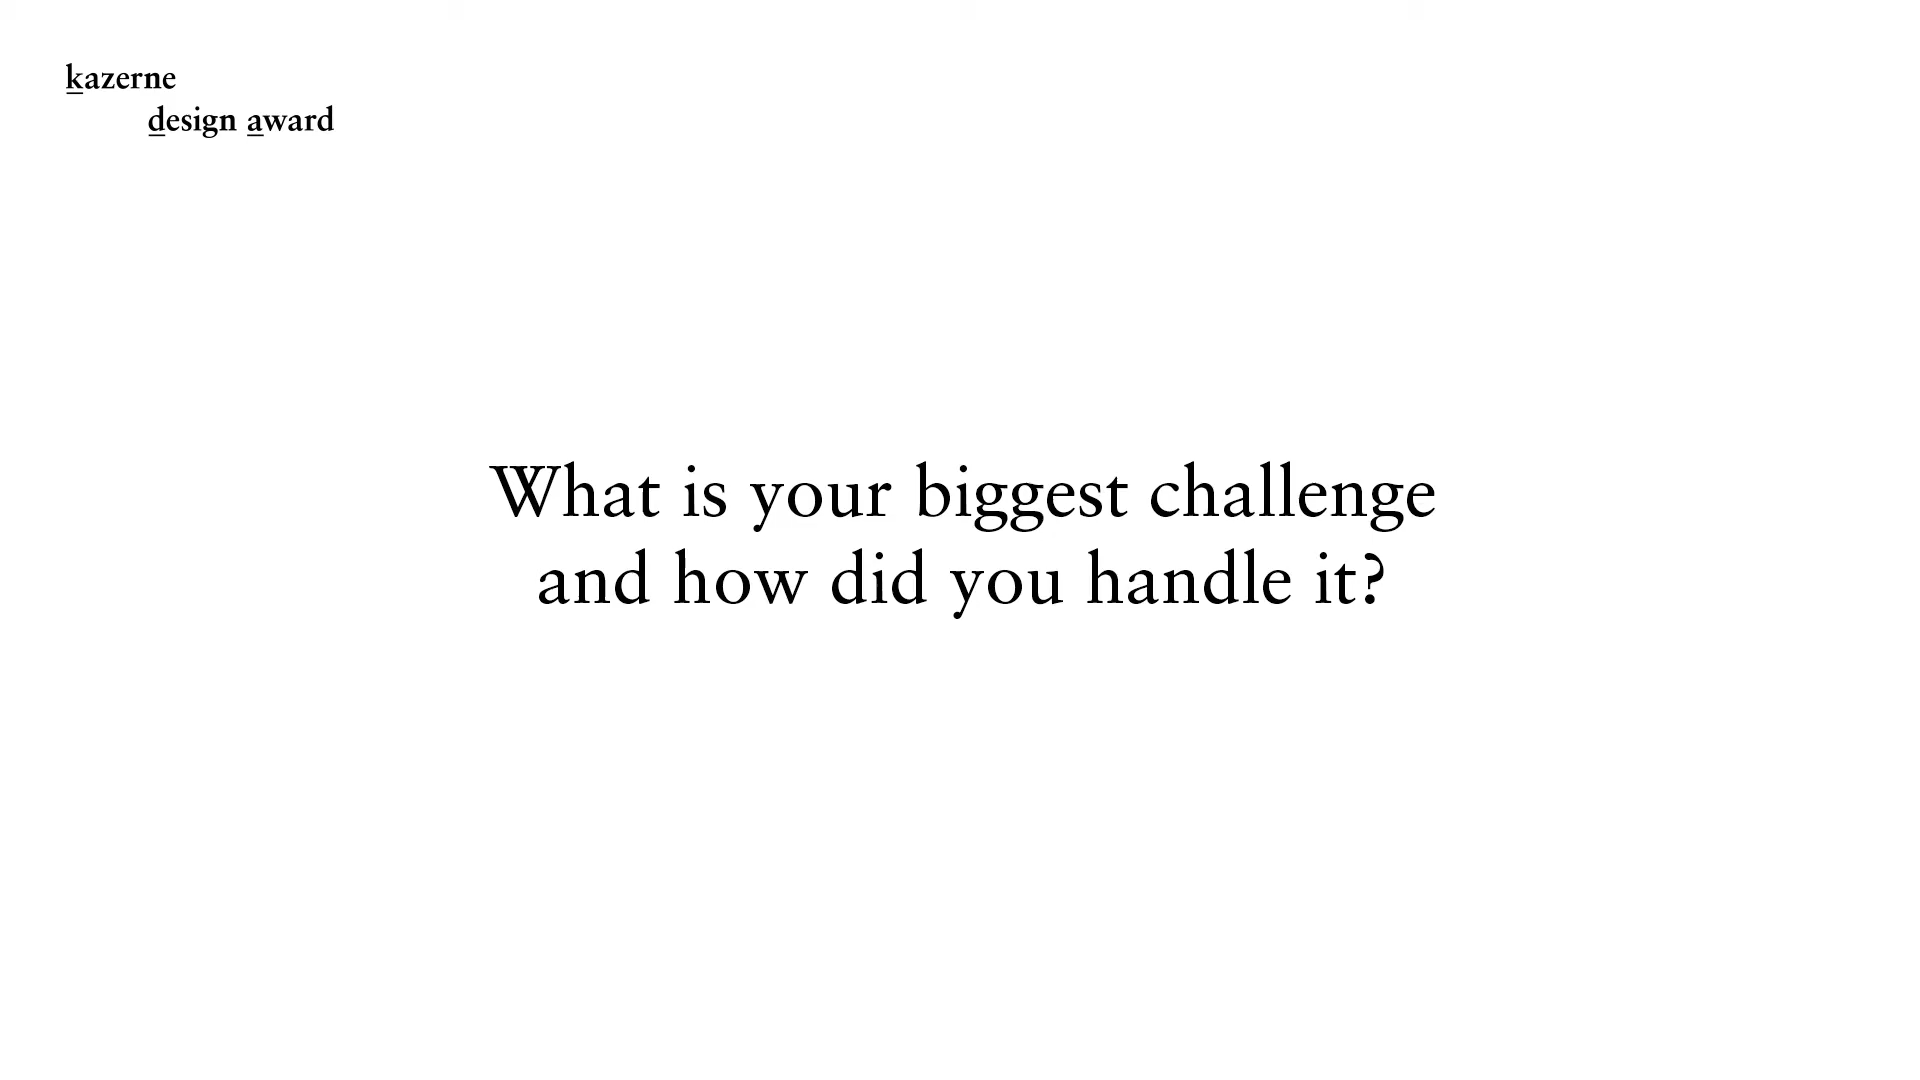 kazerne
design award
What is your biggest challenge
and how did you handle it?